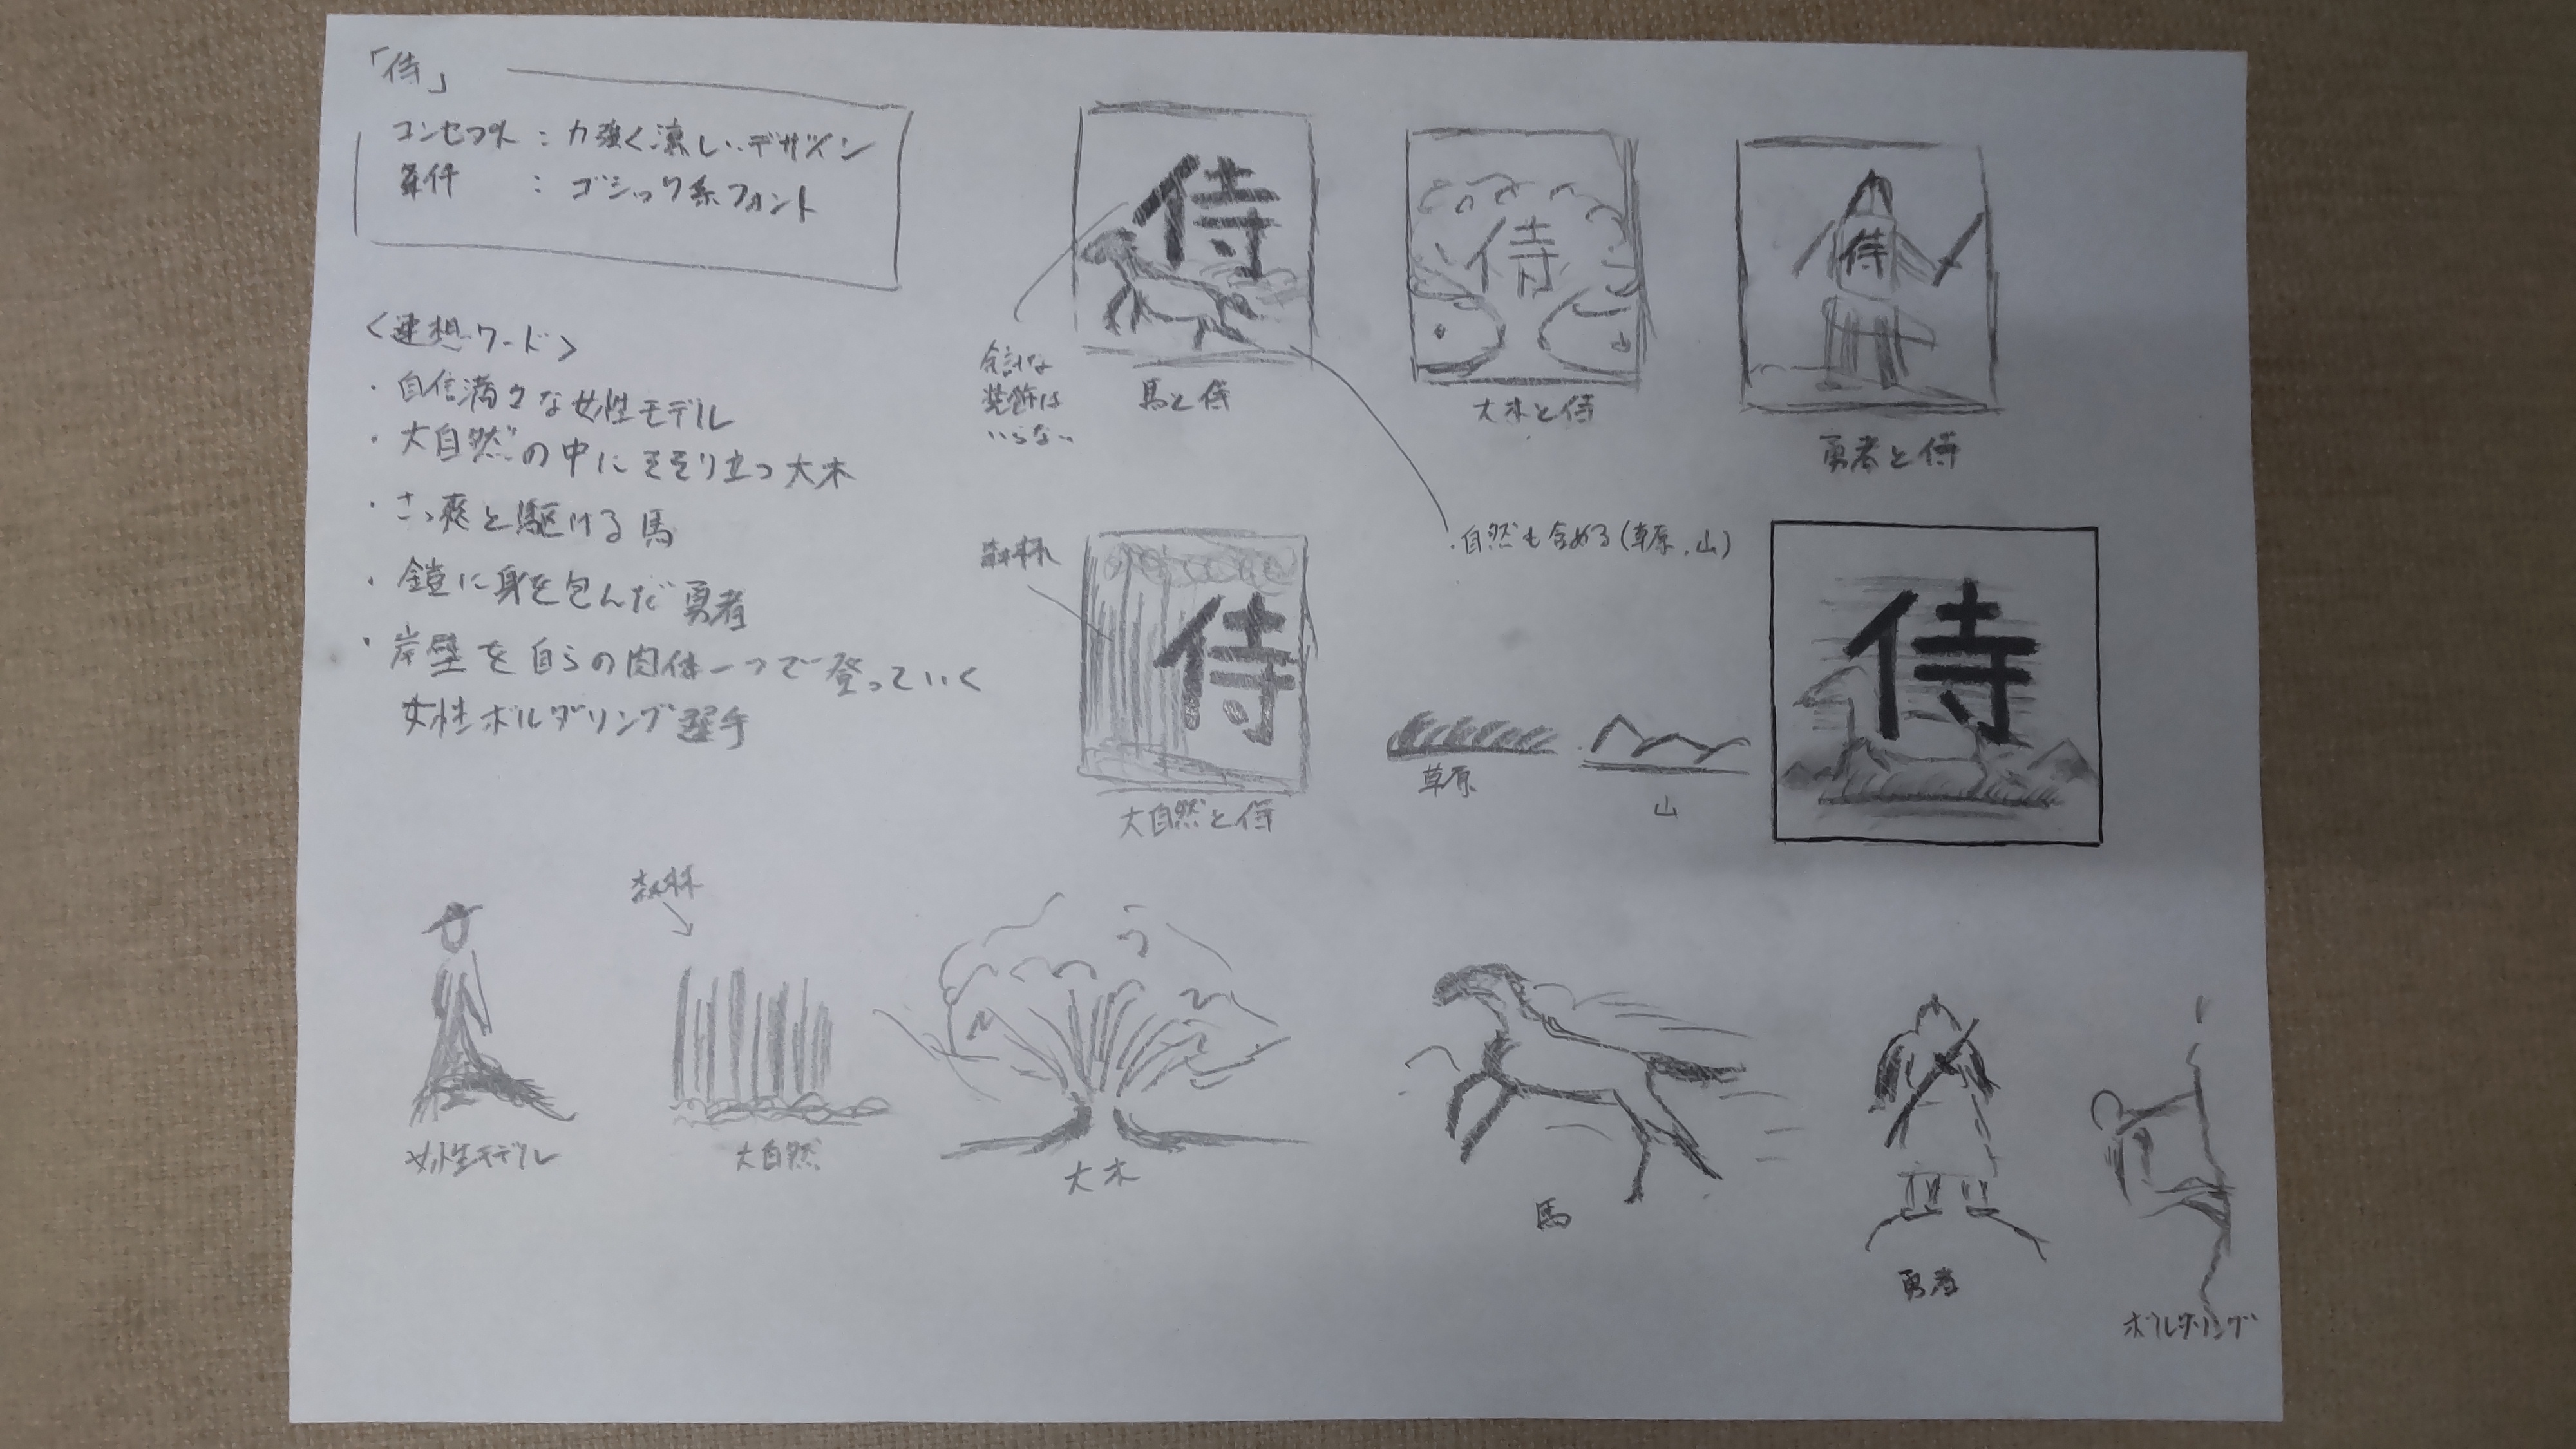 「侍」
コンセプト : 力強く涼しいデザイン
条件 : ゴシック系フォント
<連想ワード>
・自信満々な女性モデル
・大自然の中にそそり立つ大木
・さっ爽と駆ける馬
・鎧に身を包んだ勇者
・岸壁を自らの肉体一つで登っていく
女性ボルダリング選手
侍
余計な
装飾は
いらない
馬と侍
侍
大木と侍
侍
勇者と侍
森林
侍
大自然と侍
・自然も含める(草原、山)
草原
山
侍
女性モデル
森林
大自然
大木
馬
勇者
ボルダリング